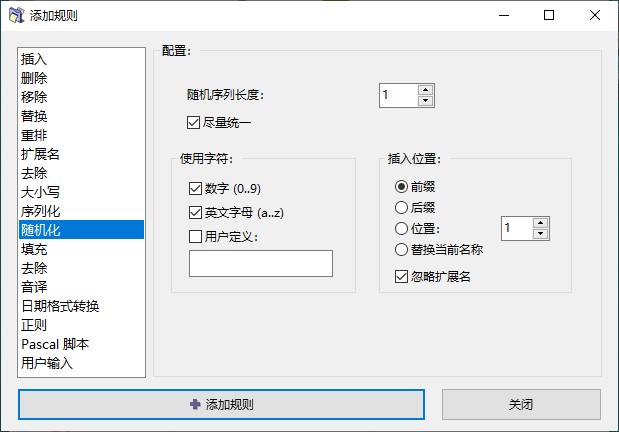 添加规则
插入
删除
移除
替换
重排
扩展名
去除
大小写
序列化
随机化
填充
去除
音译
日期格式转换
正则
Pascal 脚本
用户输入
配置:
随机序列长度:
1
尽量统一
使用字符:
数字 (0..9)
英文字母 (a..z)
用户定义:
插入位置:
前缀
后缀
位置:
1
替换当前名称
忽略扩展名
添加规则
关闭